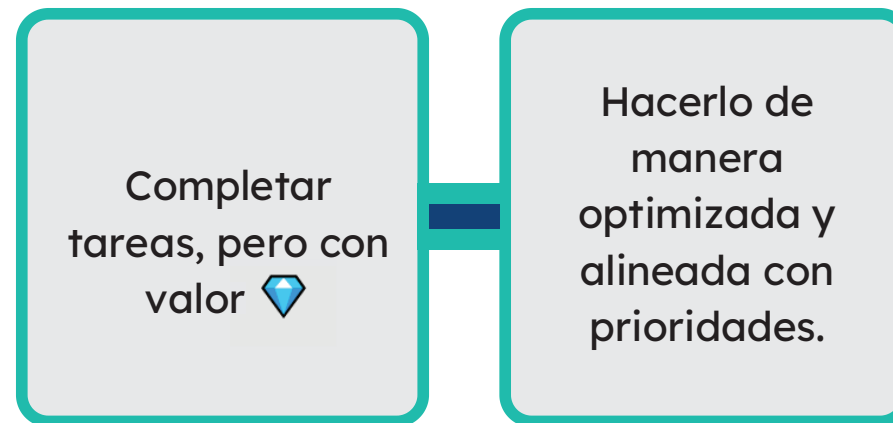 Completar
tareas, pero con
valor 💎
Hacerlo de
manera
optimizada y
alineada con
prioridades.